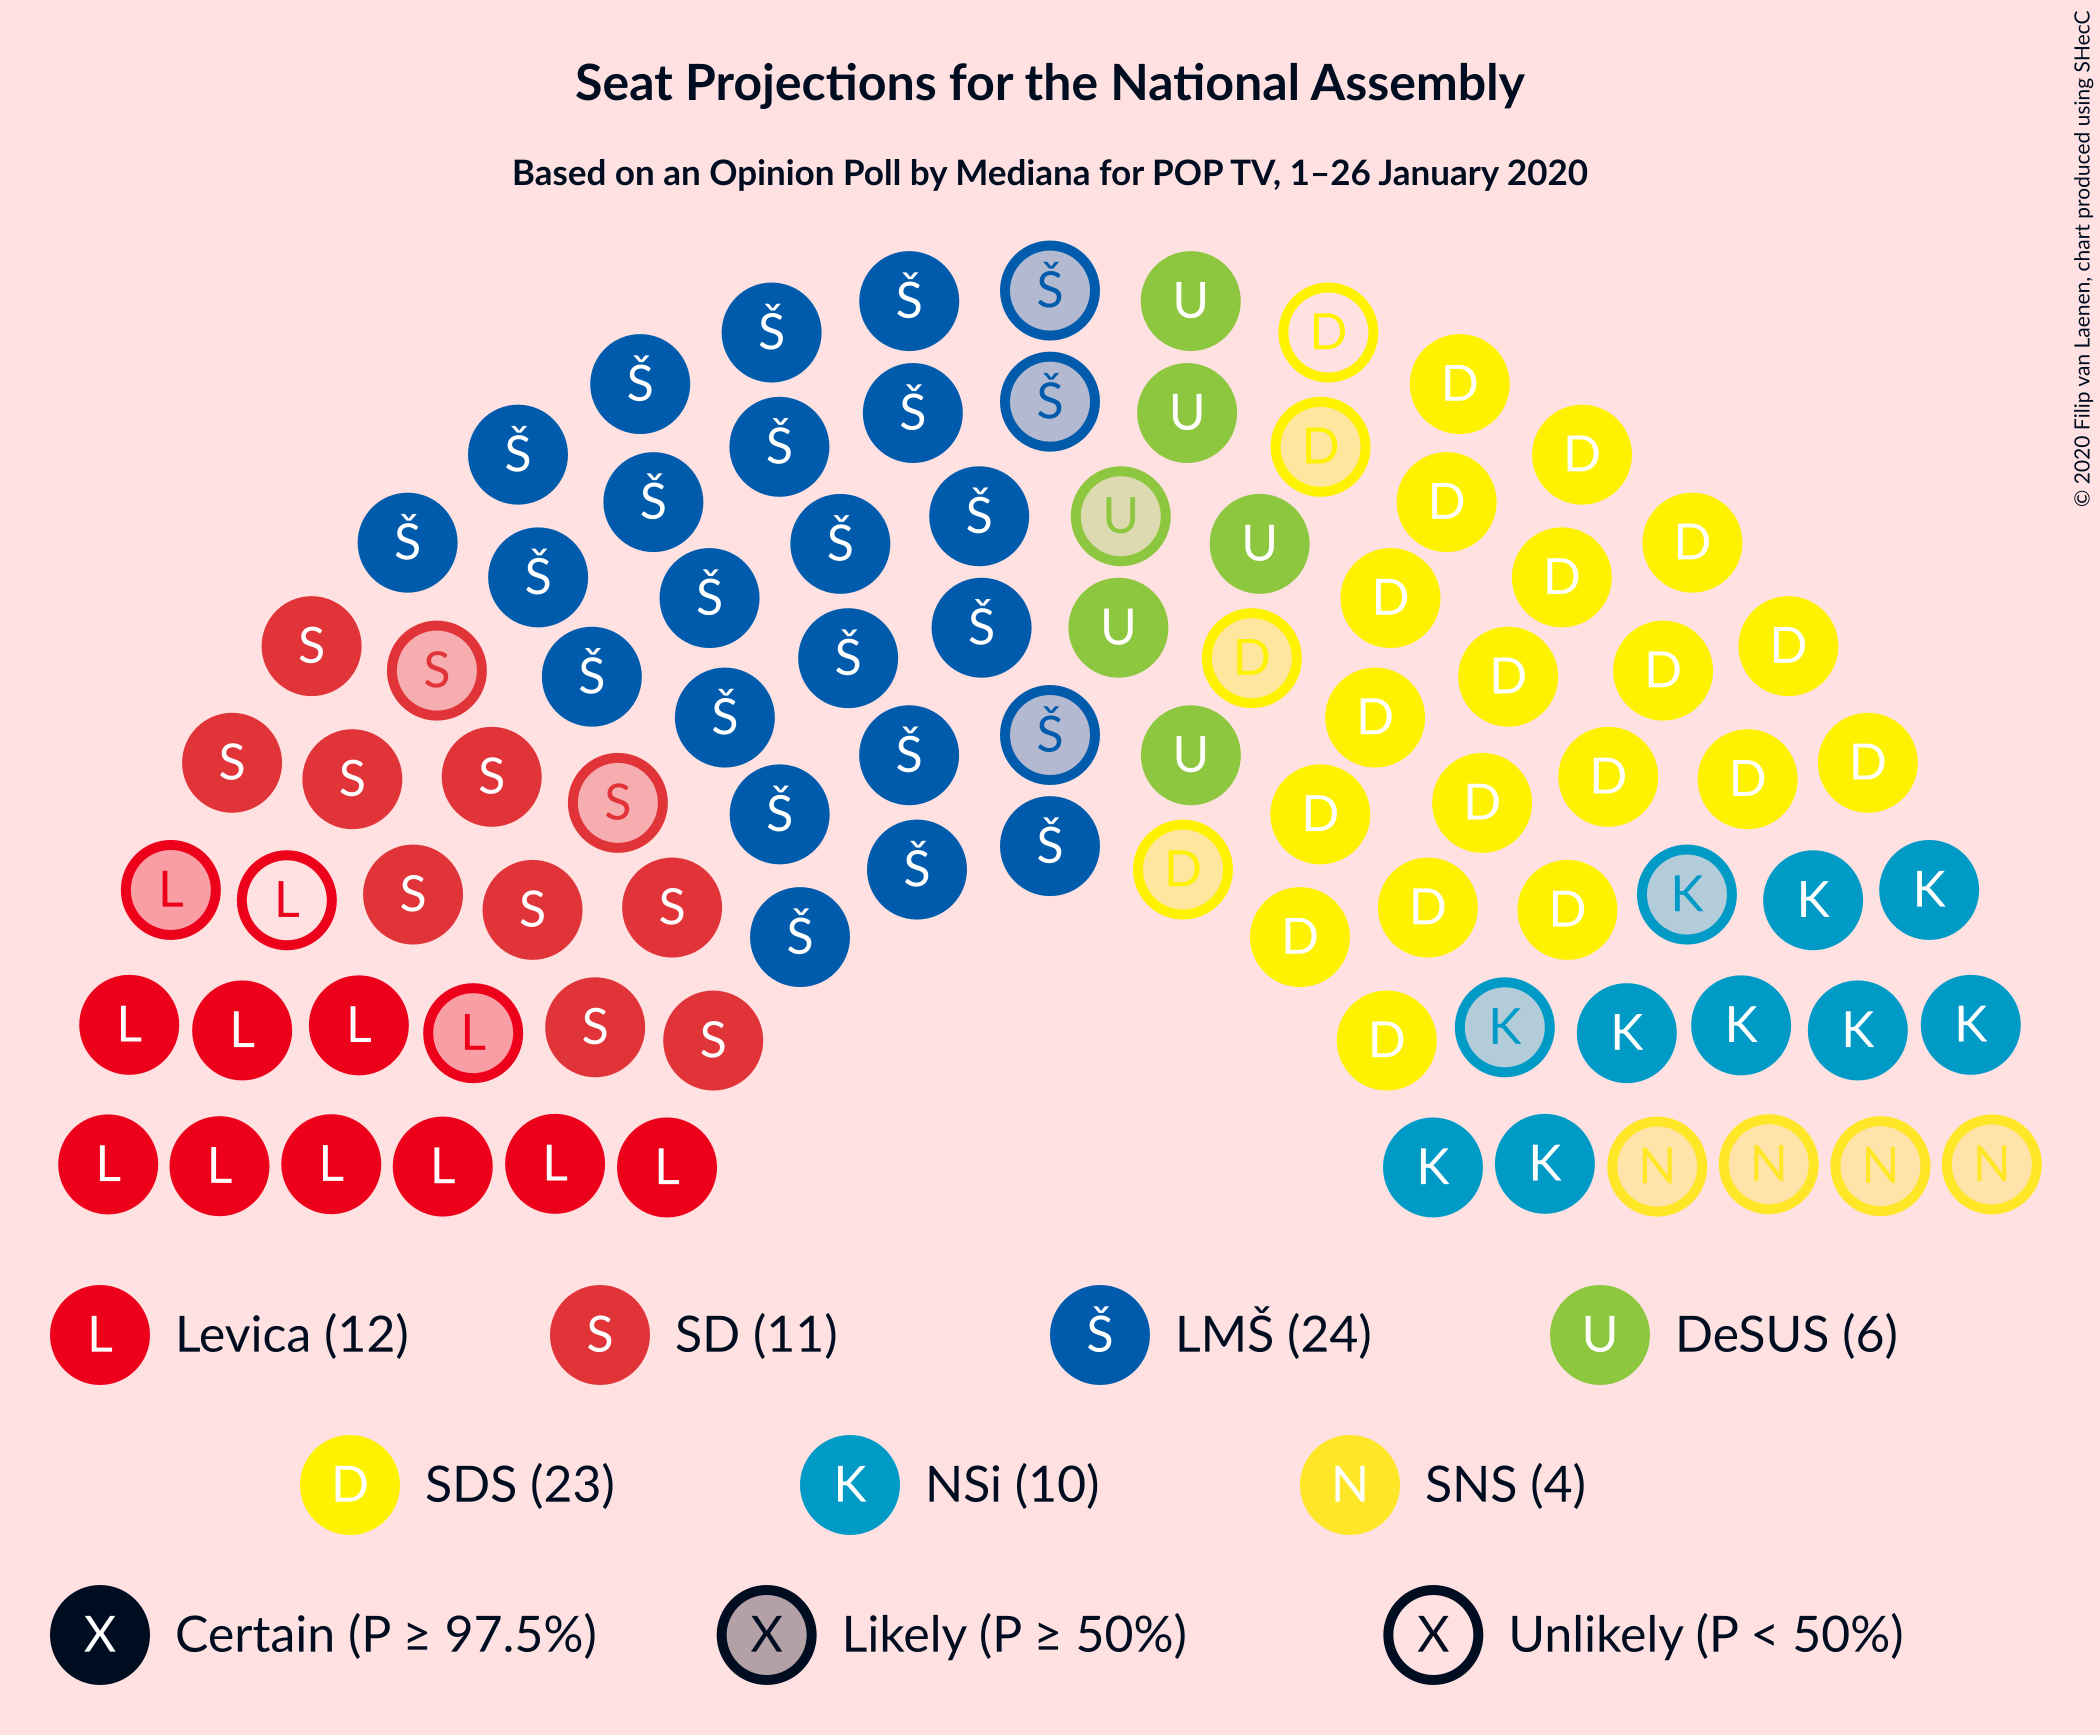 Seat Projections for the National Assembly
Based on an Opinion Poll by Mediana for POP TV, 1–26 January 2020
© 2020 Filip van Laenen, chart produced using SHecC
Š Š U
Š D
Š D
Š Š U
Š Š D D
Š Š U D
Š Š U D
Š Š D D
S Š Š U D D
S Š D D
Š Š D
S S S Š U D D D
S Š D D
Š Š D
L L S S S D D K K K
Š D
L L L L S S D K K K K K
L L L L L L K K N N N N
L Levica (12) S SD (11) Š LMŠ (24) U DeSUS (6)
D SDS (23) K NSi (10) N SNS (4)
X Certain (P ≥ 97.5%) X Likely (P ≥ 50%) X Unlikely (P < 50%)